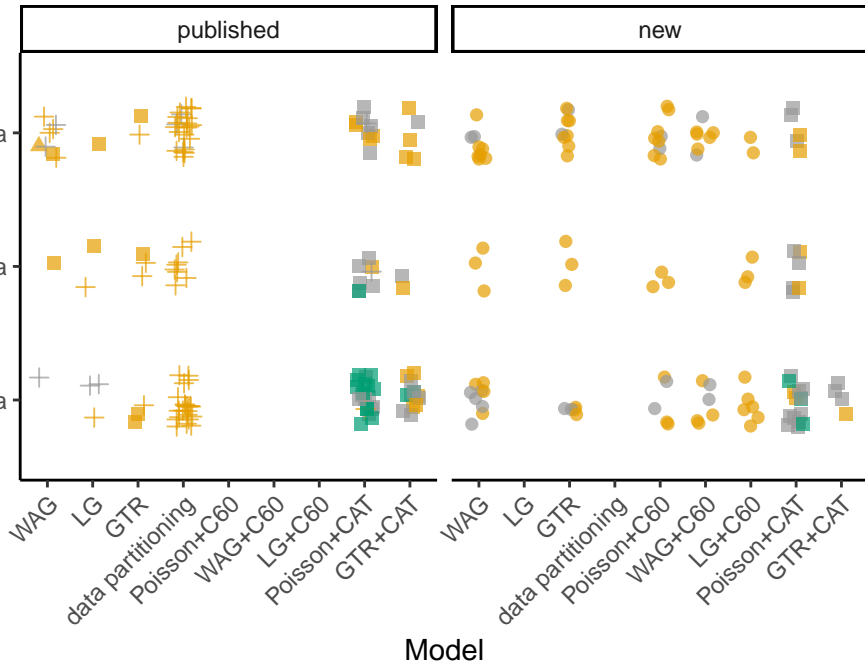 published
new
a
a
a
WAG
LG
GTR
data partitioning
Poisson+C60
WAG+C60
LG+C60
Poisson+CAT
GTR+CAT
WAG
LG
GTR
data partitioning
Poisson+C60
WAG+C60
LG+C60
Poisson+CAT
GTR+CAT
Model